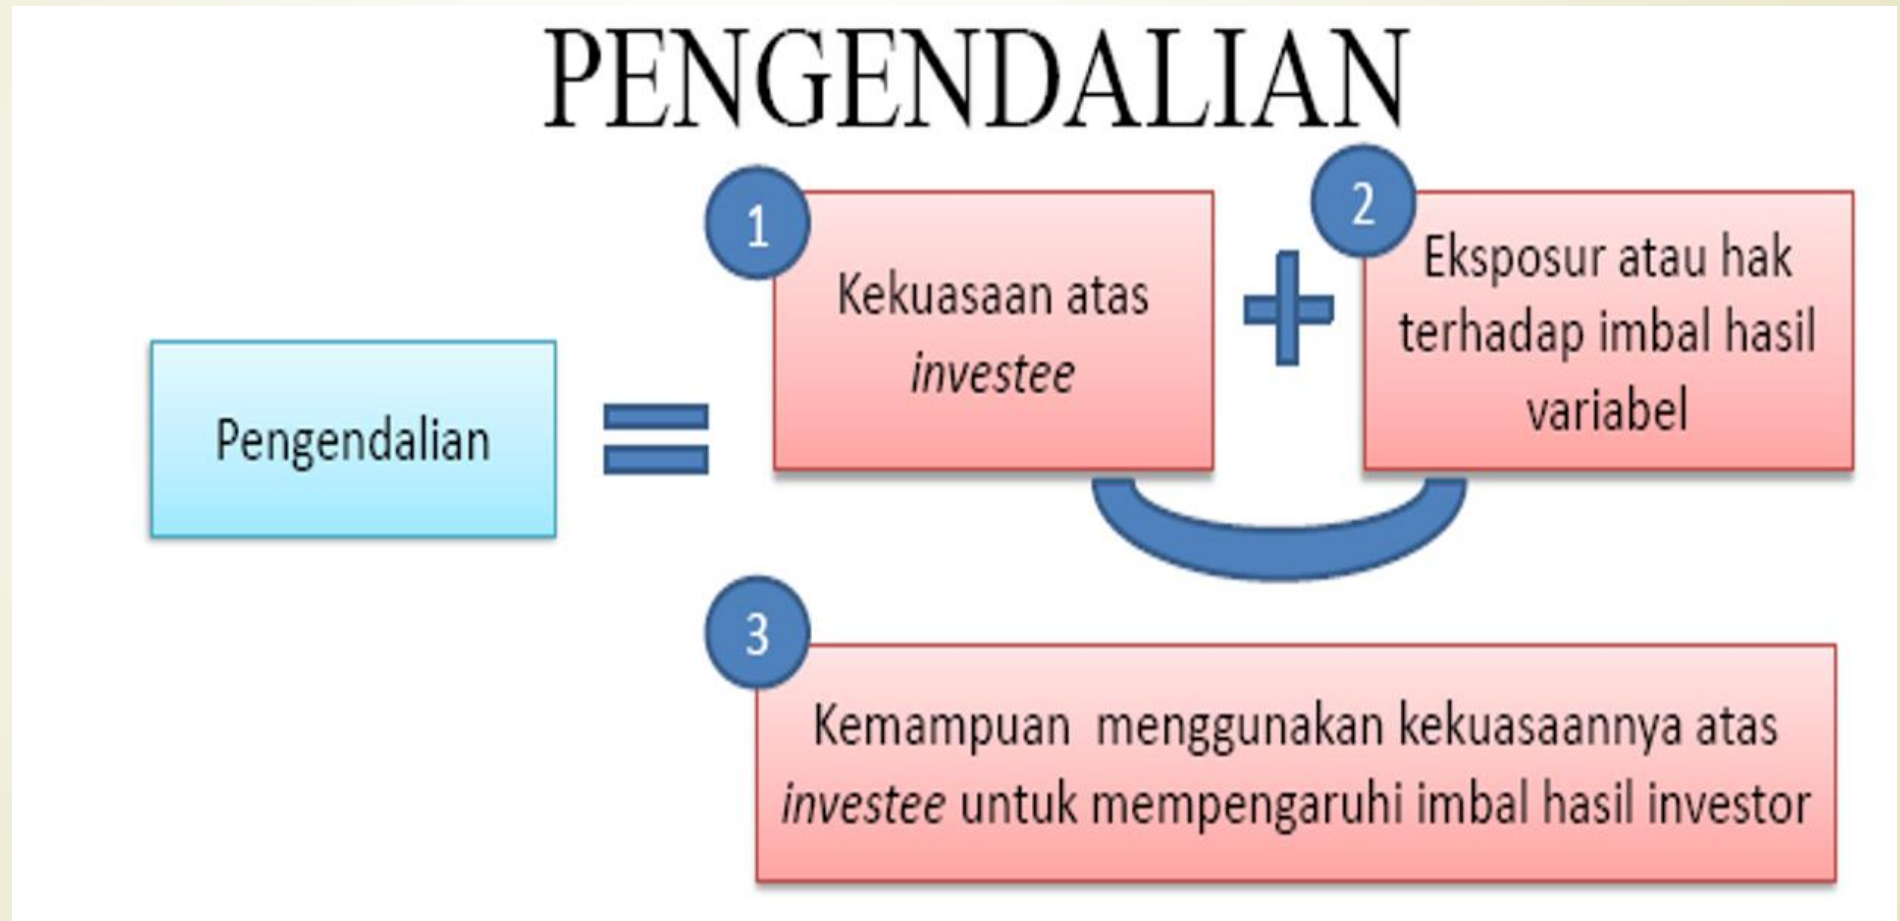 PENGENDALIAN
Pengendalian
1
Kekuasaan atas
investee
2
Eksposur atau hak
terhadap imbal hasil
variabel
3
Kemampuan menggunakan kekuasaannya atas
investee untuk mempengaruhi imbal hasil investor